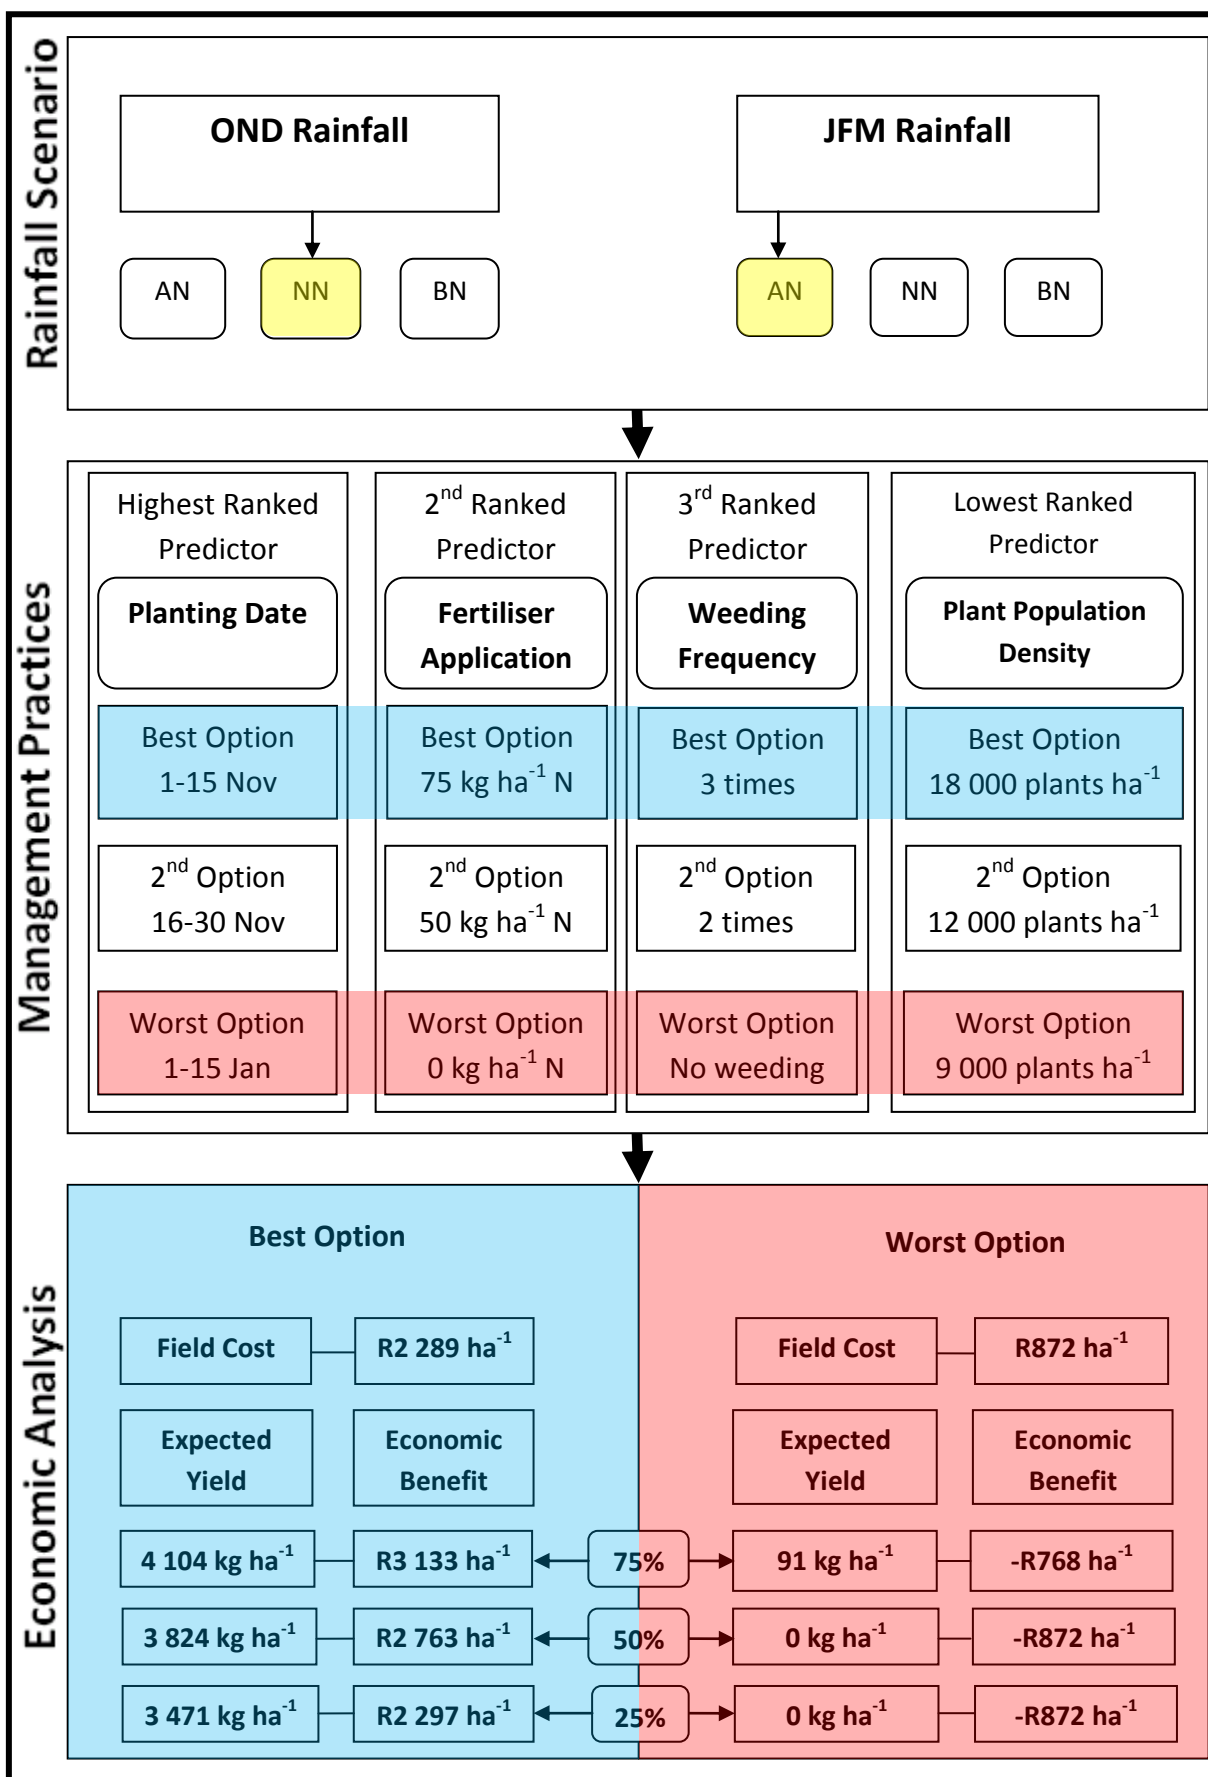 Rainfall Scenario
OND Rainfall
JFM Rainfall
AN
NN
BN
AN
NN
BN
Management Practices
Highest Ranked
Predictor
Planting Date
Best Option
1-15 Nov
2nd Option
16-30 Nov
Worst Option
1-15 Jan
2nd Ranked
Predictor
Fertiliser
Application
Best Option
75 kg ha-1 N
2nd Option
50 kg ha-1 N
Worst Option
0 kg ha-1 N
3rd Ranked
Predictor
Weeding
Frequency
Best Option
3 times
2nd Option
2 times
Worst Option
No weeding
Lowest Ranked
Predictor
Plant Population
Density
Best Option
18 000 plants ha-1
2nd Option
12 000 plants ha-1
Worst Option
9 000 plants ha-1
Economic Analysis
Best Option
Worst Option
Field Cost
R2 289 ha-1
Field Cost
R872 ha-1
Expected
Yield
Economic
Benefit
Expected
Yield
Economic
Benefit
4 104 kg ha-1
R3 133 ha-1
75%
91 kg ha-1
-R768 ha-1
3 824 kg ha-1
R2 763 ha-1
50%
0 kg ha-1
-R872 ha-1
3 471 kg ha-1
R2 297 ha-1
25%
0 kg ha-1
-R872 ha-1